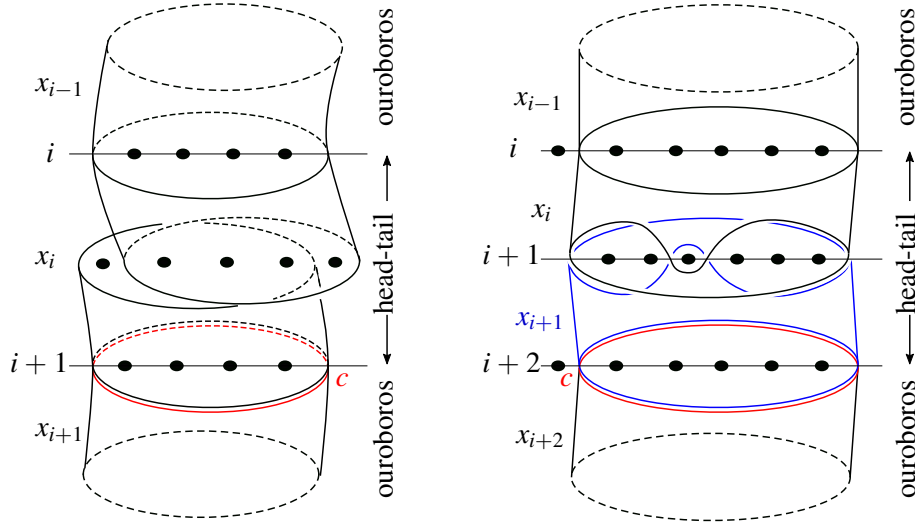 x_{i−1}
i
x_i
i + 1
c
x_{i+1}
ouroboros
head-tail
ouroboros
x_{i−1}
i
x_i
i + 1
x_{i+1}
i + 2
c
x_{i+2}
ouroboros
head-tail
ouroboros